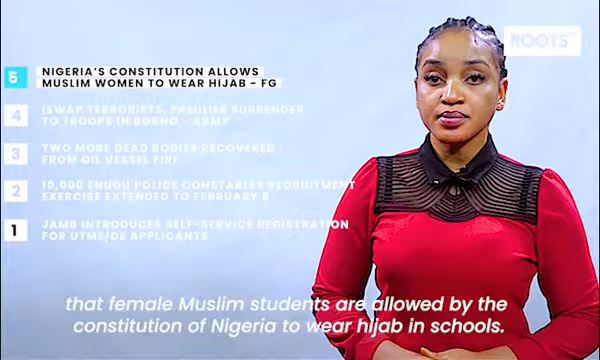 ROOTS
5 NIGERIA'S CONSTITUTION ALLOWS
MUSLIM WOMEN TO WEAR HIJAB - FG
4 ISWAP TERRORISTS, FAMILIES SURRENDER
TO TROOPS IN BORNO - ARMY
3 TWO MORE DEAD BODIES RECOVERED
FROM OIL VESSEL FIRE
2 10,000 ENUGU POLICE CONSTABLES RECRUITMENT
EXERCISE EXTENDED TO FEBRUARY 8
1 JAMB INTRODUCES SELF-SERVICE REGISTRATION
FOR UTME/DE APPLICANTS
that female Muslim students are allowed by the
constitution of Nigeria to wear hijab in schools.